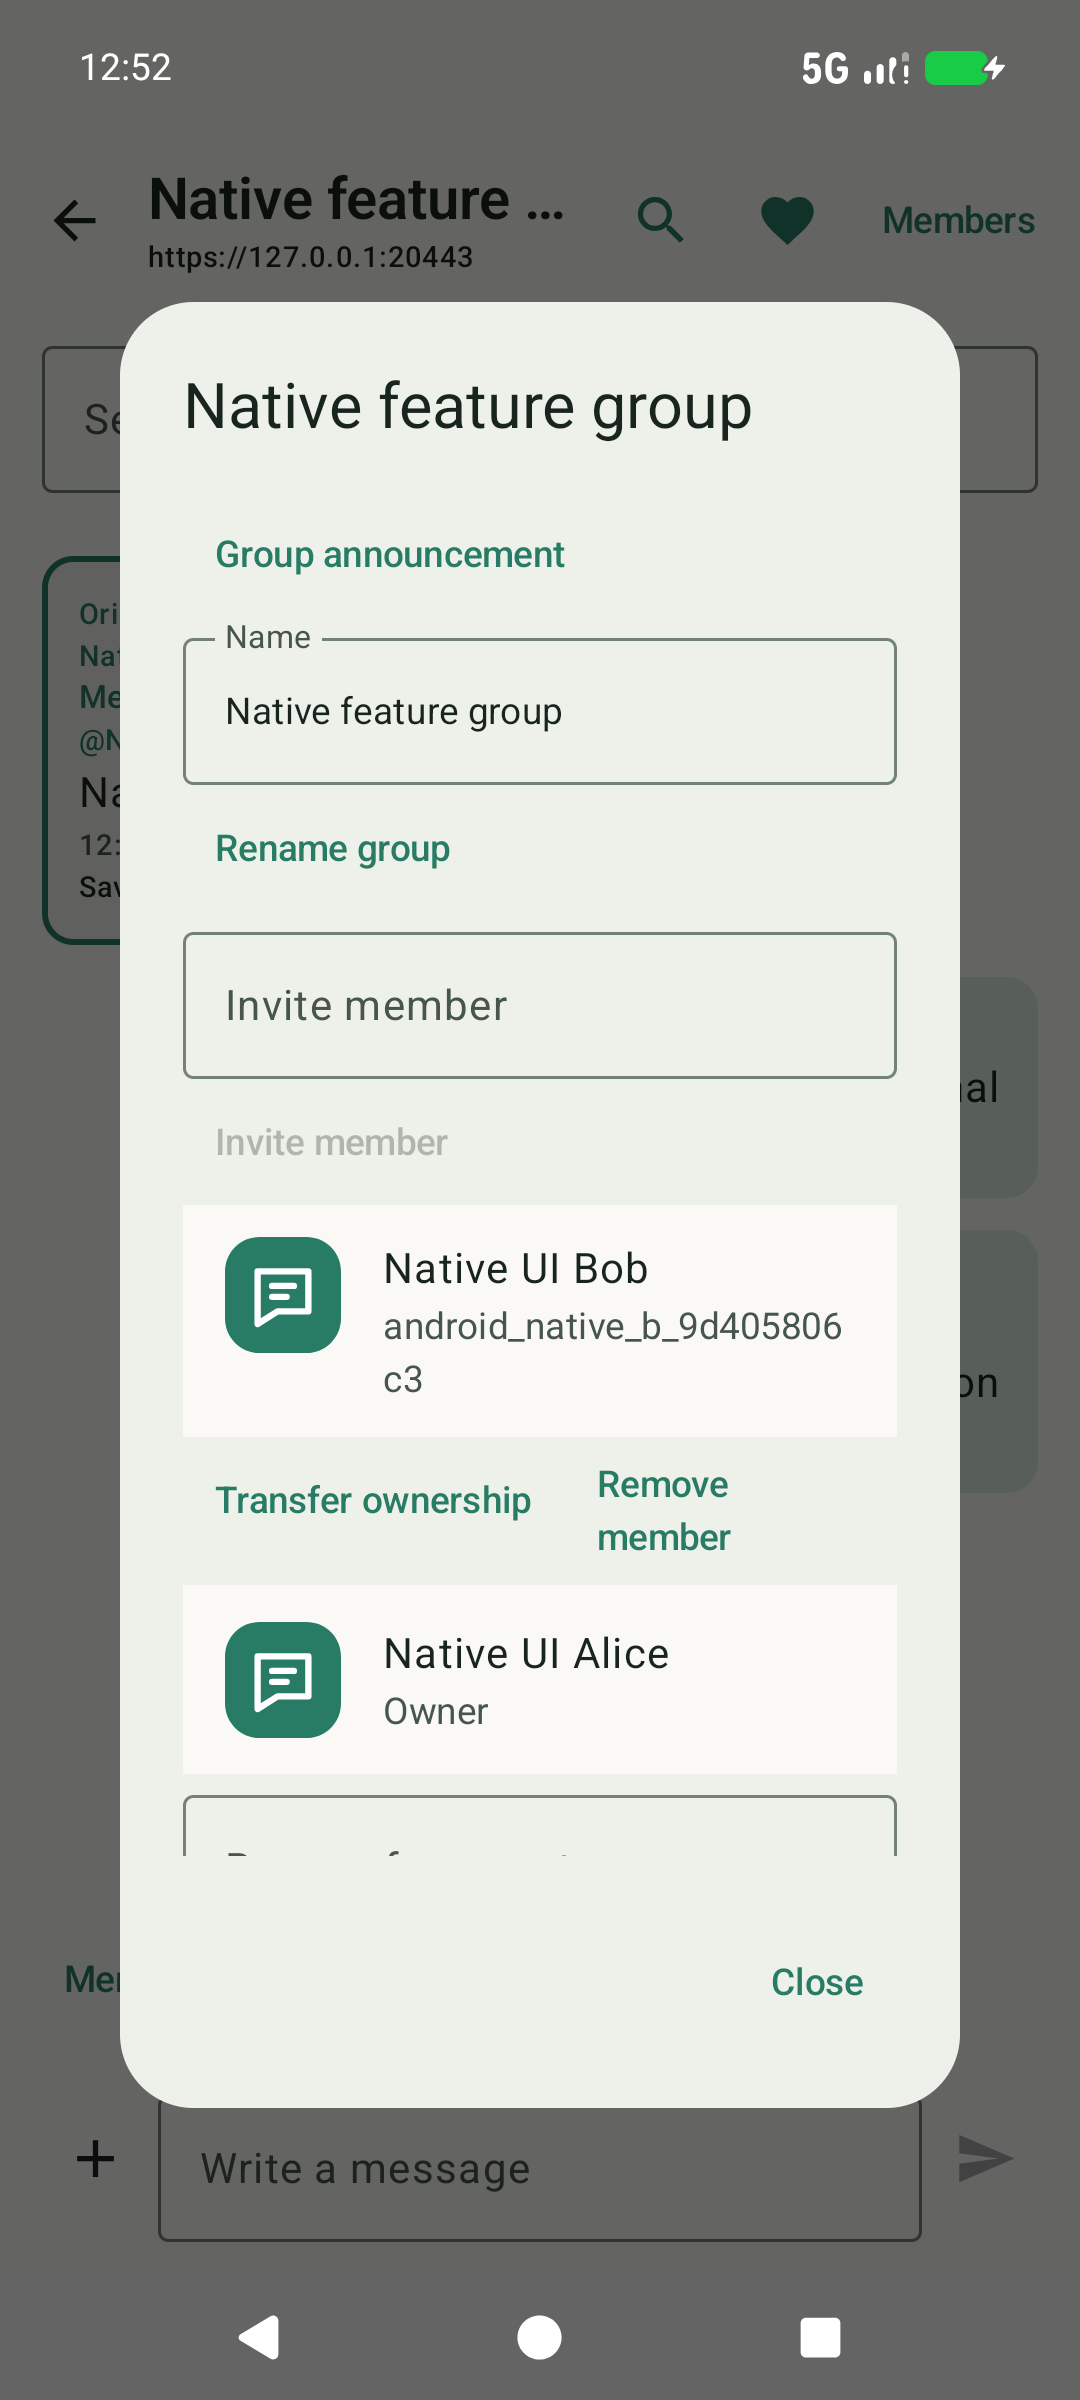 12:52
5G
Native feature ...
https://127.0.0.1:20443
Members
Native feature group
Group announcement
Name
Native feature group
Rename group
Invite member
Invite member
Native UI Bob
android_native_b_9d405806
c3
Transfer ownership
Remove
member
Native UI Alice
Owner
Close
Write a message